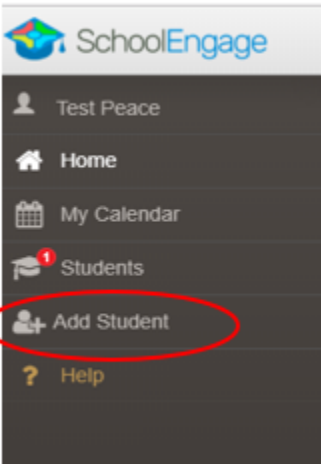 SchoolEngage
Test Peace
Home
My Calendar
1
Students
Add Student
? Help